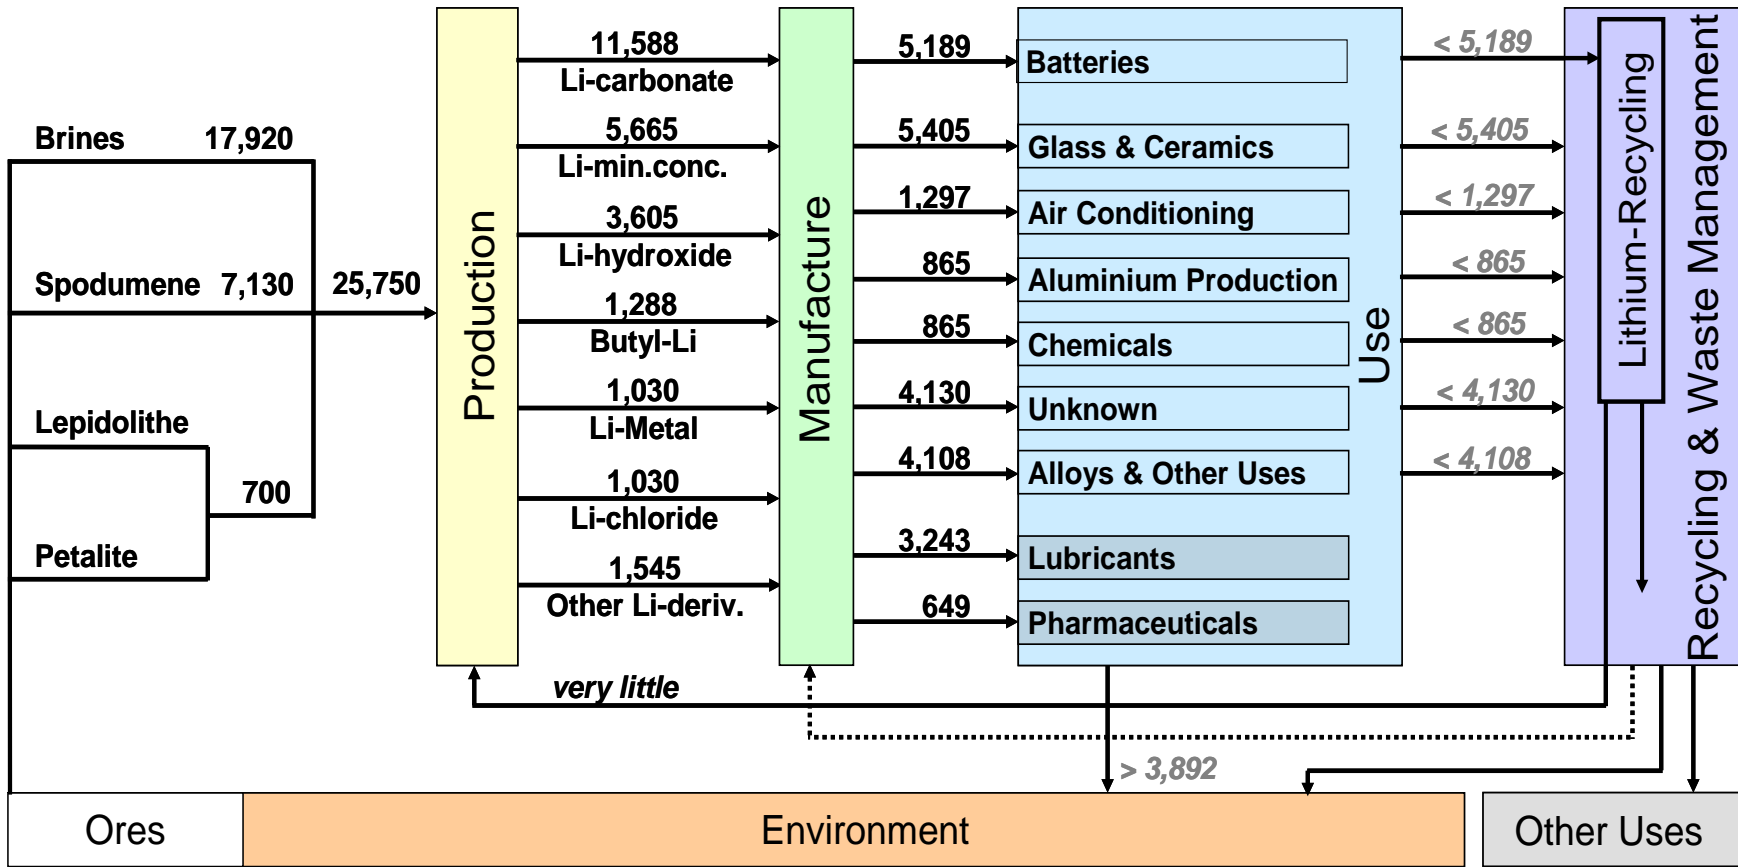 Brines 17,920
Spodumene 7,130 25,750
Lepidolithe
700
Petalite
Production
11,588
Li-carbonate
5,665
Li-min.conc.
3,605
Li-hydroxide
1,288
Butyl-Li
1,030
Li-Metal
1,030
Li-chloride
1,545
Other Li-deriv.
Manufacture
5,189
5,405
1,297
865
865
4,130
4,108
3,243
649
Batteries
Glass & Ceramics
Air Conditioning
Aluminium Production
Chemicals
Unknown
Alloys & Other Uses
Lubricants
Pharmaceuticals
Use
< 5,189
< 5,405
< 1,297
< 865
< 865
< 4,130
< 4,108
Lithium-Recycling
Recycling & Waste Management
very little
> 3,892
Ores
Environment
Other Uses